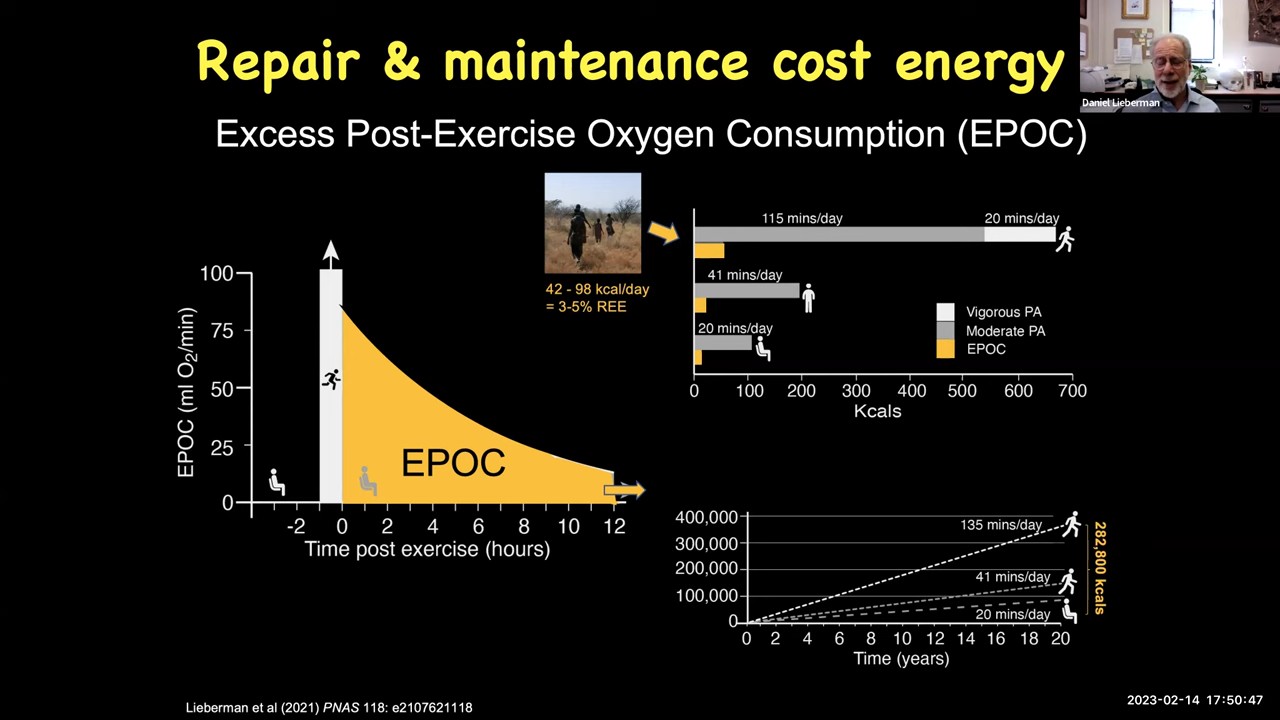 Repair & maintenance cost energy
Daniel Lieberman
Excess Post-Exercise Oxygen Consumption (EPOC)
42 - 98 kcal/day
= 3-5% REE
EPOC (ml O2/min)
100
75
50
25
0
EPOC
-2 0 2 4 6 8 10 12
Time post exercise (hours)
115 mins/day 20 mins/day
41 mins/day
20 mins/day
Vigorous PA
Moderate PA
EPOC
0 100 200 300 400 500 600 700
Kcals
400,000
300,000
200,000
100,000
0
135 mins/day
41 mins/day
20 mins/day
282,800 kcals
0 2 4 6 8 10 12 14 16 18 20
Time (years)
Lieberman et al (2021) PNAS 118: e2107621118
2023-02-14 17:50:47